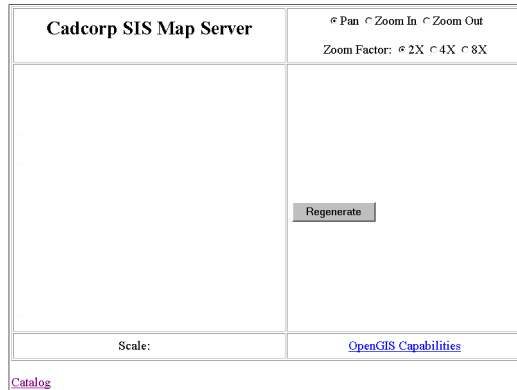 Cadcorp SIS Map Server
Pan Zoom In Zoom Out
Zoom Factor: 2X 4X 8X
Regenerate
Scale:
OpenGIS Capabilities
Catalog